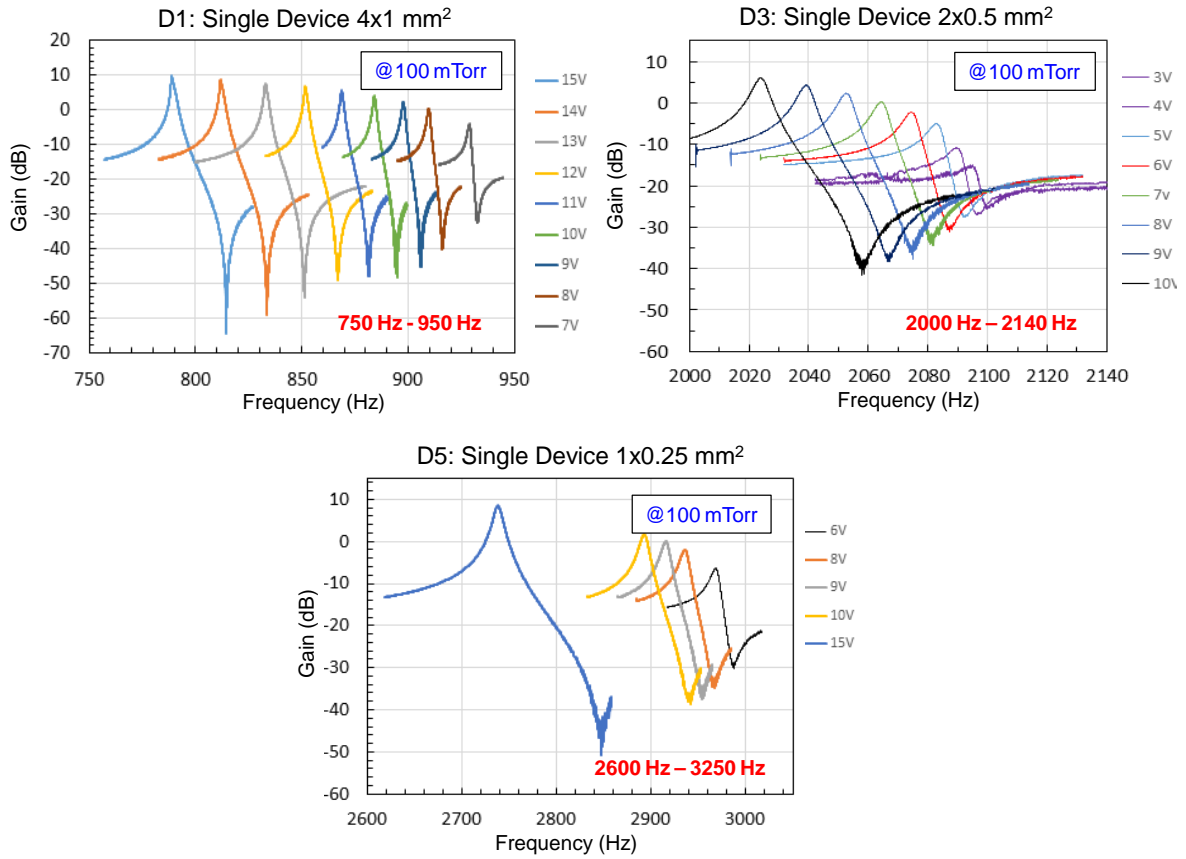 D1: Single Device 4x1 mm²
@100 mTorr
Gain (dB)
20
10
0
-10
-20
-30
-40
-50
-60
-70
750 Hz - 950 Hz
750 800 850 900 950
Frequency (Hz)
15V
14V
13V
12V
11V
10V
9V
8V
7V
D3: Single Device 2x0.5 mm²
@100 mTorr
Gain (dB)
10
0
-10
-20
-30
-40
-50
-60
2000 Hz – 2140 Hz
2000 2020 2040 2060 2080 2100 2120 2140
Frequency (Hz)
3V
4V
5V
6V
7V
8V
9V
10V
D5: Single Device 1x0.25 mm²
@100 mTorr
Gain (dB)
10
0
-10
-20
-30
-40
-50
-60
2600 Hz – 3250 Hz
2600 2700 2800 2900 3000
Frequency (Hz)
6V
8V
9V
10V
15V